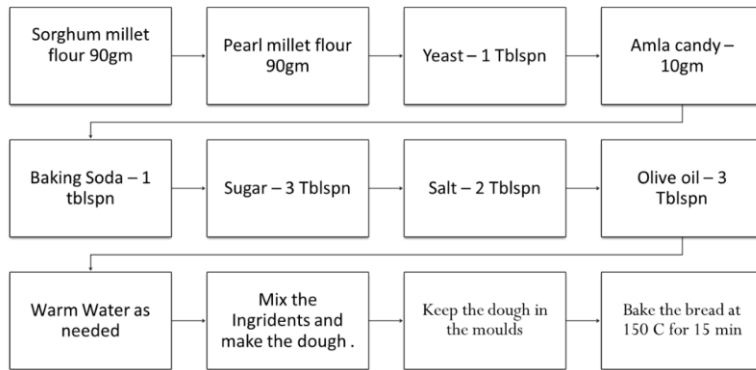 Sorghum millet
flour 90gm
Pearl millet flour
90gm
Yeast – 1 Tblspn
Amla candy –
10gm
Baking Soda – 1
tblspn
Sugar – 3 Tblspn
Salt – 2 Tblspn
Olive oil – 3
Tblspn
Warm Water as
needed
Mix the
Ingridents and
make the dough .
Keep the dough in
the moulds
Bake the bread at
150 C for 15 min